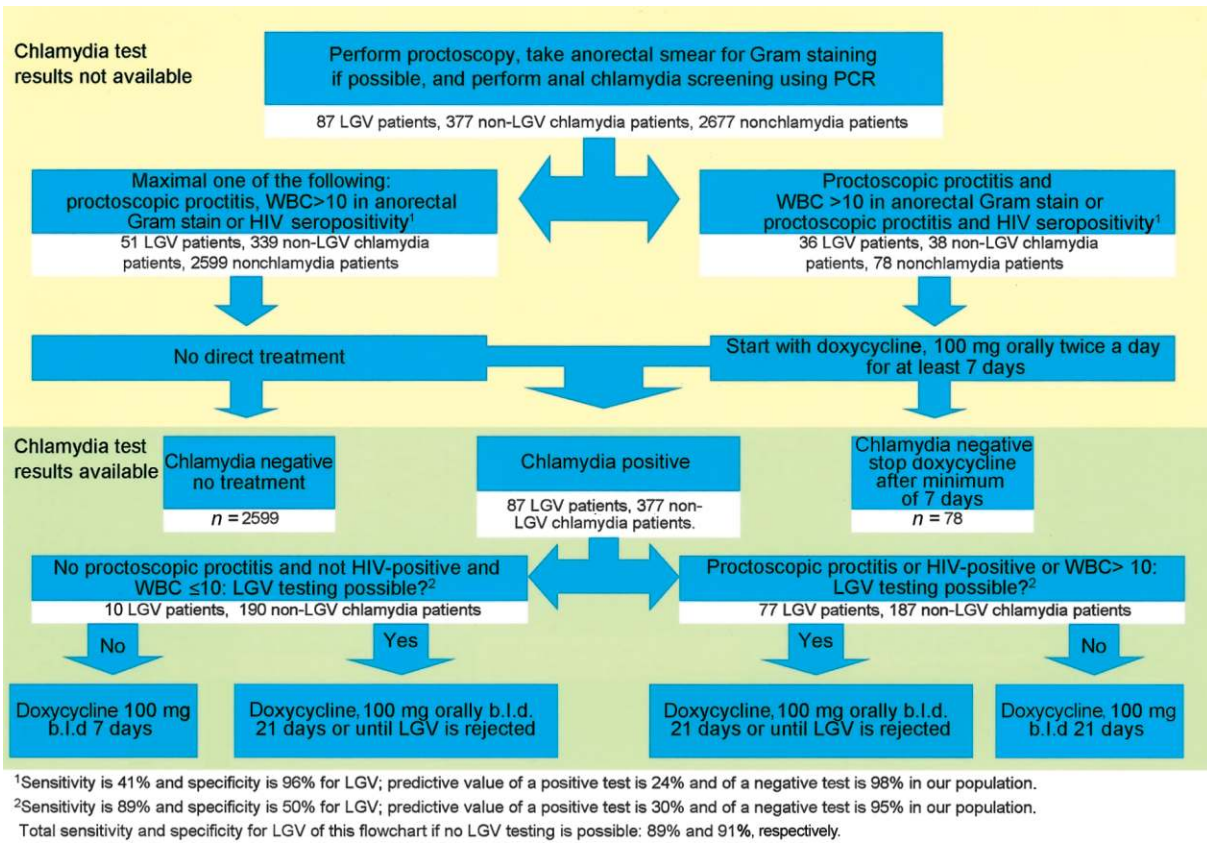 Chlamydia test
results not available
Perform proctoscopy, take anorectal smear for Gram staining
if possible, and perform anal chlamydia screening using PCR
87 LGV patients, 377 non-LGV chlamydia patients, 2677 nonchlamydia patients
Maximal one of the following:
proctoscopic proctitis, WBC>10 in anorectal
Gram stain or HIV seropositivity¹
51 LGV patients, 339 non-LGV chlamydia
patients, 2599 nonchlamydia patients
Proctoscopic proctitis and
WBC >10 in anorectal Gram stain or
proctoscopic proctitis and HIV seropositivity¹
36 LGV patients, 38 non-LGV chlamydia
patients, 78 nonchlamydia patients
No direct treatment
Start with doxycycline, 100 mg orally twice a day
for at least 7 days
Chlamydia test
results available
Chlamydia negative
no treatment
n = 2599
Chlamydia positive
87 LGV patients, 377 non-
LGV chlamydia patients.
Chlamydia negative
stop doxycycline
after minimum
of 7 days
n = 78
No proctoscopic proctitis and not HIV-positive and
WBC ≤10: LGV testing possible?²
10 LGV patients, 190 non-LGV chlamydia patients
Proctoscopic proctitis or HIV-positive or WBC> 10:
LGV testing possible?²
77 LGV patients, 187 non-LGV chlamydia patients
No
Yes
Yes
No
Doxycycline 100 mg
b.I.d 7 days
Doxycycline, 100 mg orally b.I.d.
21 days or until LGV is rejected
Doxycycline, 100 mg orally b.I.d.
21 days or until LGV is rejected
Doxycycline, 100 mg
b.I.d 21 days
¹Sensitivity is 41% and specificity is 96% for LGV; predictive value of a positive test is 24% and of a negative test is 98% in our population.
²Sensitivity is 89% and specificity is 50% for LGV; predictive value of a positive test is 30% and of a negative test is 95% in our population.
Total sensitivity and specificity for LGV of this flowchart if no LGV testing is possible: 89% and 91%, respectively.